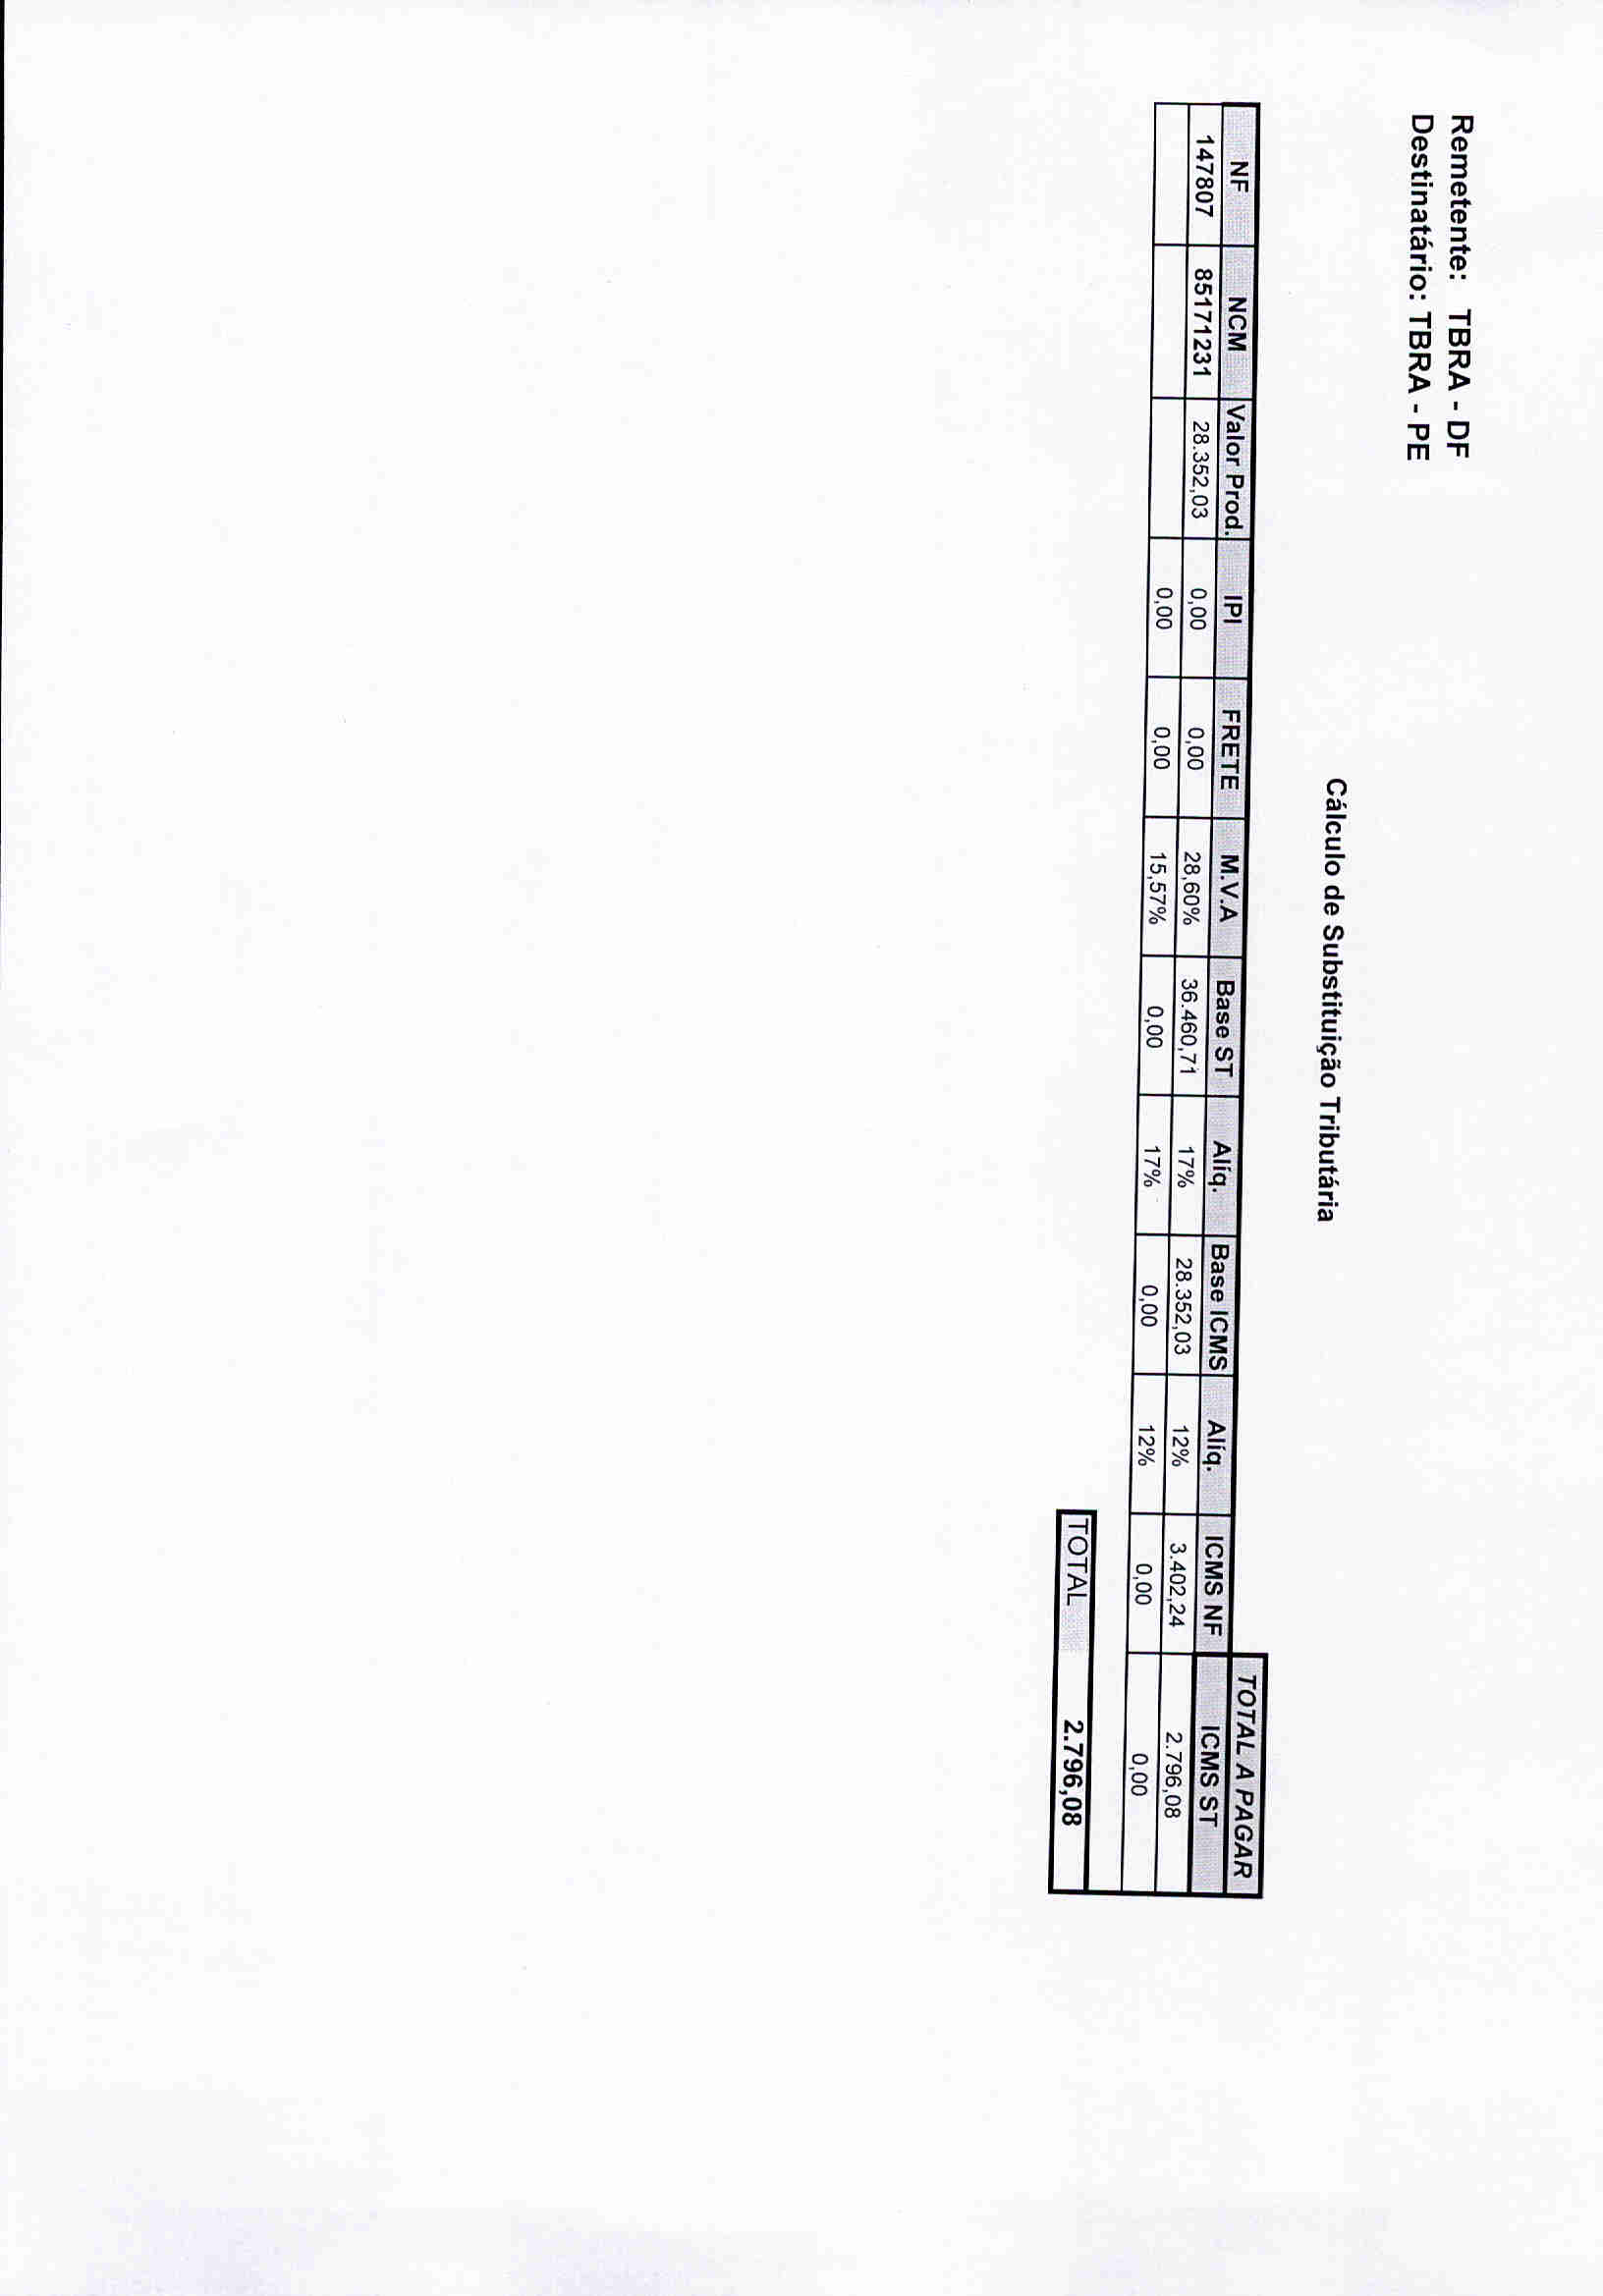 Remetente: TBRA - DF
Destinatário: TBRA - PE
Cálculo de Substituição Tributária
TOTAL A PAGAR
NF NCM Valor Prod. IPI FRETE M.V.A Base ST Alíq. Base ICMS Alíq. ICMS NF ICMS ST
147807 85171231 28.352,03 0,00 0,00 28,60% 36.460,71 17% 28.352,03 12% 3.402,24 2.796,08
0,00 0,00 15,57% 0,00 17% 0,00 12% 0,00 0,00
TOTAL 2.796,08